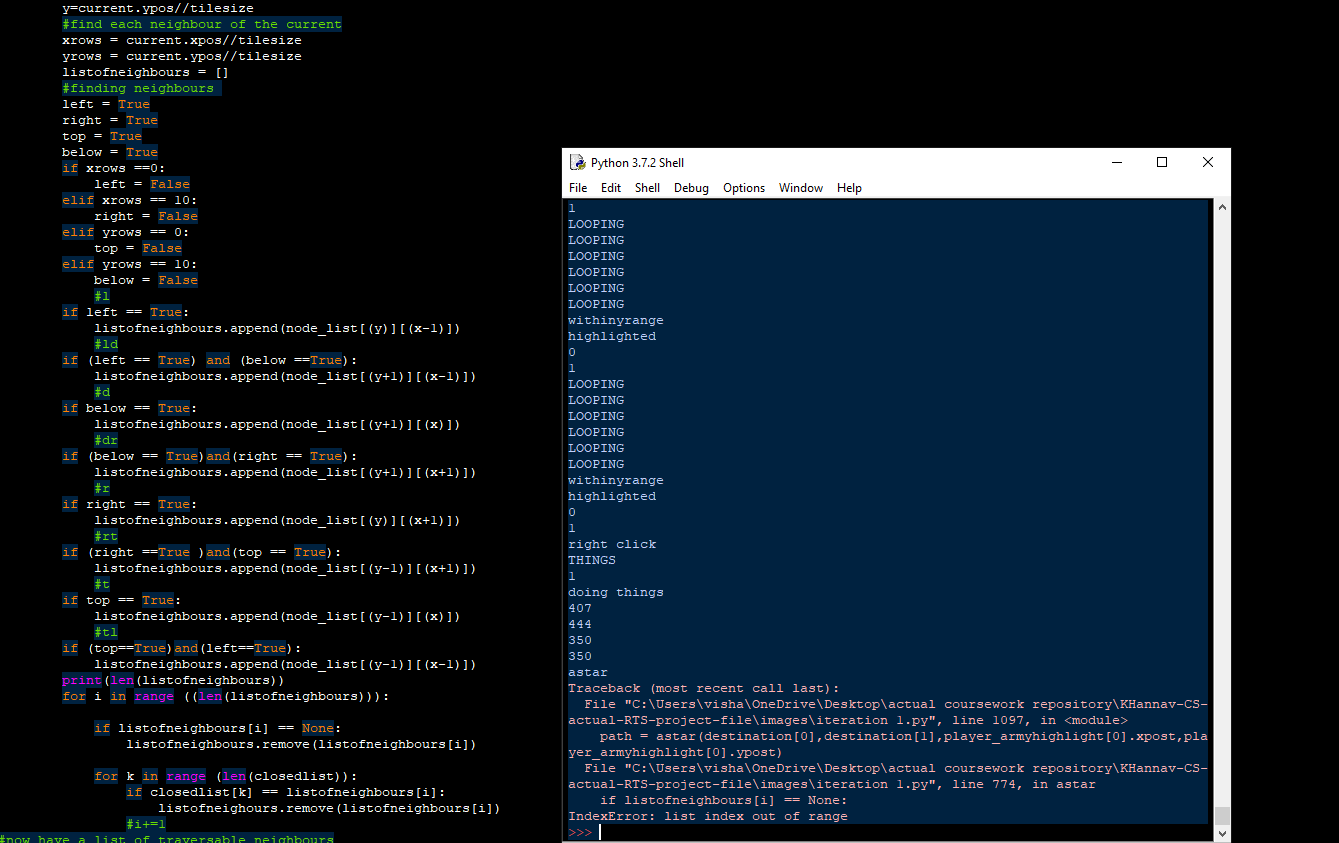 y=current.ypos//tilesize
#find each neighbour of the current
xrows = current.xpos//tilesize
yrows = current.ypos//tilesize
listofneighbours = []
#finding neighbours
left = True
right = True
top = True
below = True
if xrows ==0:
left = False
elif xrows == 10:
right = False
elif yrows == 0:
top = False
elif yrows == 10:
below = False
#l
if left == True:
listofneighbours.append(node_list[(y)][(x-1)])
#ld
if (left == True) and (below ==True):
listofneighbours.append(node_list[(y+1)][(x-1)])
#d
if below == True:
listofneighbours.append(node_list[(y+1)][(x)])
#dr
if (below == True)and(right == True):
listofneighbours.append(node_list[(y+1)][(x+1)])
#r
if right == True:
listofneighbours.append(node_list[(y)][(x+1)])
#rt
if (right ==True )and(top == True):
listofneighbours.append(node_list[(y-1)][(x+1)])
#t
if top == True:
listofneighbours.append(node_list[(y-1)][(x)])
#tl
if (top==True)and(left==True):
listofneighbours.append(node_list[(y-1)][(x-1)])
print(len(listofneighbours))
for i in range ((len(listofneighbours))):
if listofneighbours[i] == None:
listofneighbours.remove(listofneighbours[i])
for k in range (len(closedlist)):
if closedlist[k] == listofneighbours[i]:
listofneighours.remove(listofneighbours[i])
#i+=1
#now have a list of traversable neighbours
Python 3.7.2 Shell
File Edit Shell Debug Options Window Help
1
LOOPING
LOOPING
LOOPING
LOOPING
LOOPING
LOOPING
withinyrange
highlighted
0
1
LOOPING
LOOPING
LOOPING
LOOPING
LOOPING
LOOPING
withinyrange
highlighted
0
1
right click
THINGS
1
doing things
407
444
350
350
astar
Traceback (most recent call last):
File "C:\Users\visha\OneDrive\Desktop\actual coursework repository\KHannav-CS-
actual-RTS-project-file\images\iteration 1.py", line 1097, in <module>
path = astar(destination[0],destination[1],player_armyhighlight[0].xpost,pla
yer_armyhighlight[0].ypost)
File "C:\Users\visha\OneDrive\Desktop\actual coursework repository\KHannav-CS-
actual-RTS-project-file\images\iteration 1.py", line 774, in astar
if listofneighbours[i] == None:
IndexError: list index out of range
>>>